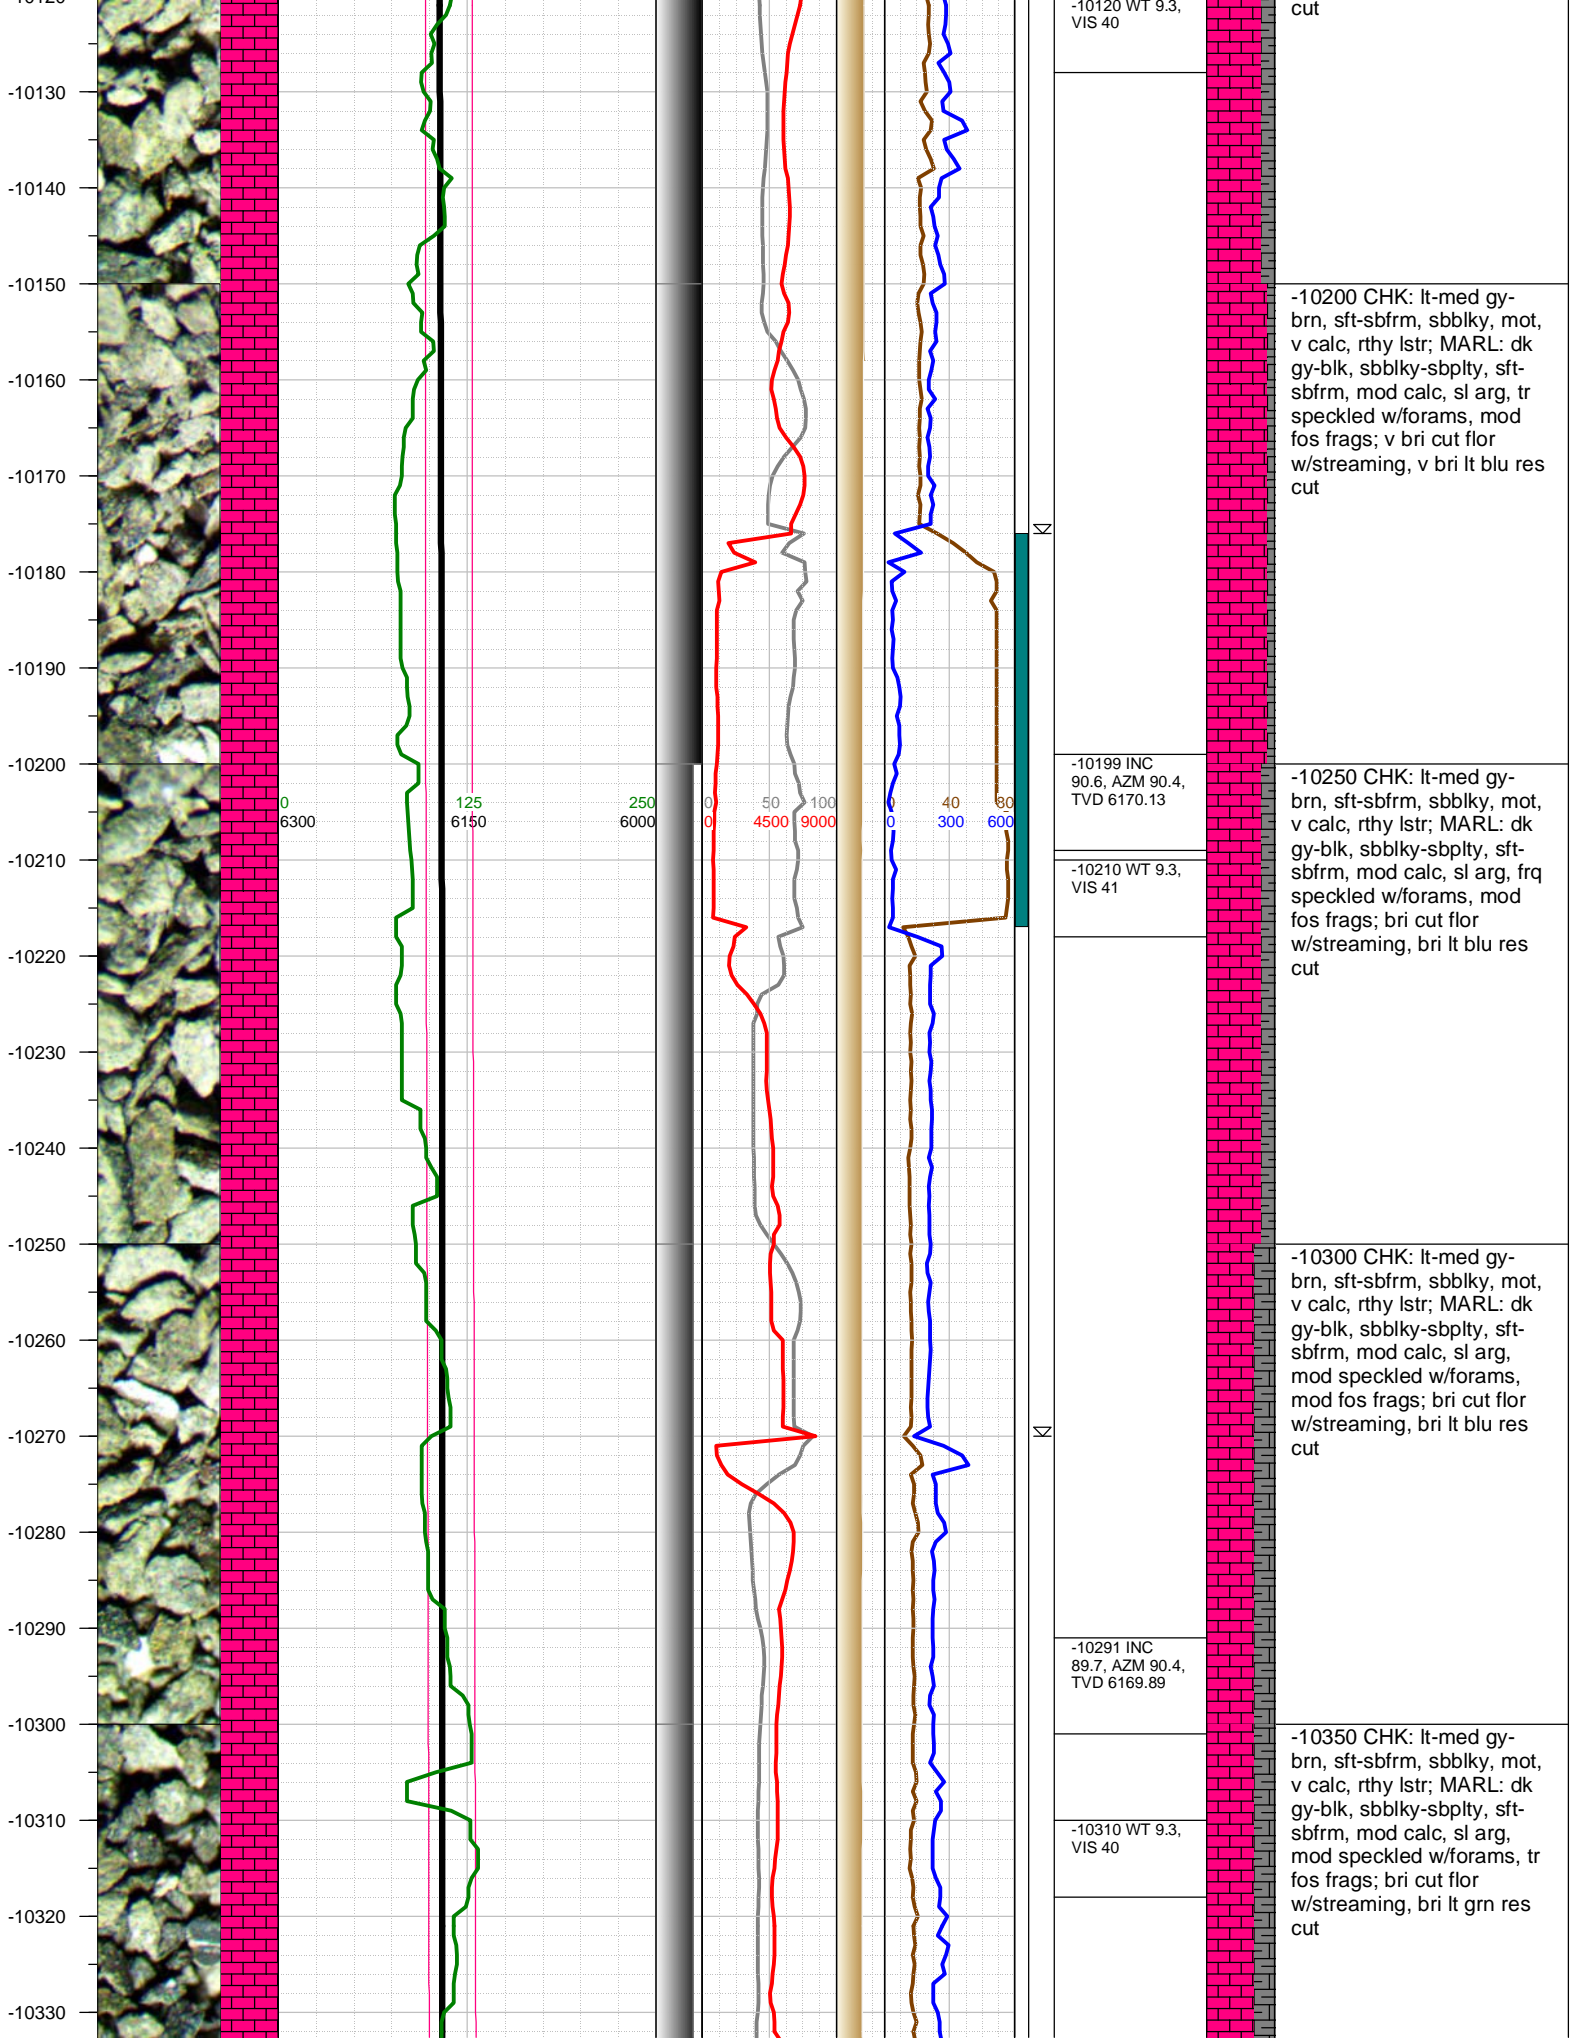 -10120 WT 9.3,
VIS 40
cut
-10130
-10140
-10150
-10200 CHK: lt-med gy-
brn, sft-sbfrm, sbblky, mot,
v calc, rthy lstr; MARL: dk
gy-blk, sbblky-sbplty, sft-
sbfrm, mod calc, sl arg, tr
speckled w/forams, mod
fos frags; v bri cut flor
w/streaming, v bri lt blu res
cut
-10160
-10170
-10180
-10190
-10200
-10199 INC
90.6, AZM 90.4,
TVD 6170.13
-10250 CHK: lt-med gy-
brn, sft-sbfrm, sbblky, mot,
v calc, rthy lstr; MARL: dk
gy-blk, sbblky-sbplty, sft-
sbfrm, mod calc, sl arg, frq
speckled w/forams, mod
fos frags; bri cut flor
w/streaming, bri lt blu res
cut
0 125 250 0 50 100 0 40 80
6300 6150 6000 0 4500 9000 0 300 600
-10210
-10210 WT 9.3,
VIS 41
-10220
-10230
-10240
-10250
-10300 CHK: lt-med gy-
brn, sft-sbfrm, sbblky, mot,
v calc, rthy lstr; MARL: dk
gy-blk, sbblky-sbplty, sft-
sbfrm, mod calc, sl arg,
mod speckled w/forams,
mod fos frags; bri cut flor
w/streaming, bri lt blu res
cut
-10260
-10270
-10280
-10290
-10291 INC
89.7, AZM 90.4,
TVD 6169.89
-10300
-10350 CHK: lt-med gy-
brn, sft-sbfrm, sbblky, mot,
v calc, rthy lstr; MARL: dk
gy-blk, sbblky-sbplty, sft-
sbfrm, mod calc, sl arg,
mod speckled w/forams, tr
fos frags; bri cut flor
w/streaming, bri lt grn res
cut
-10310
-10310 WT 9.3,
VIS 40
-10320
-10330